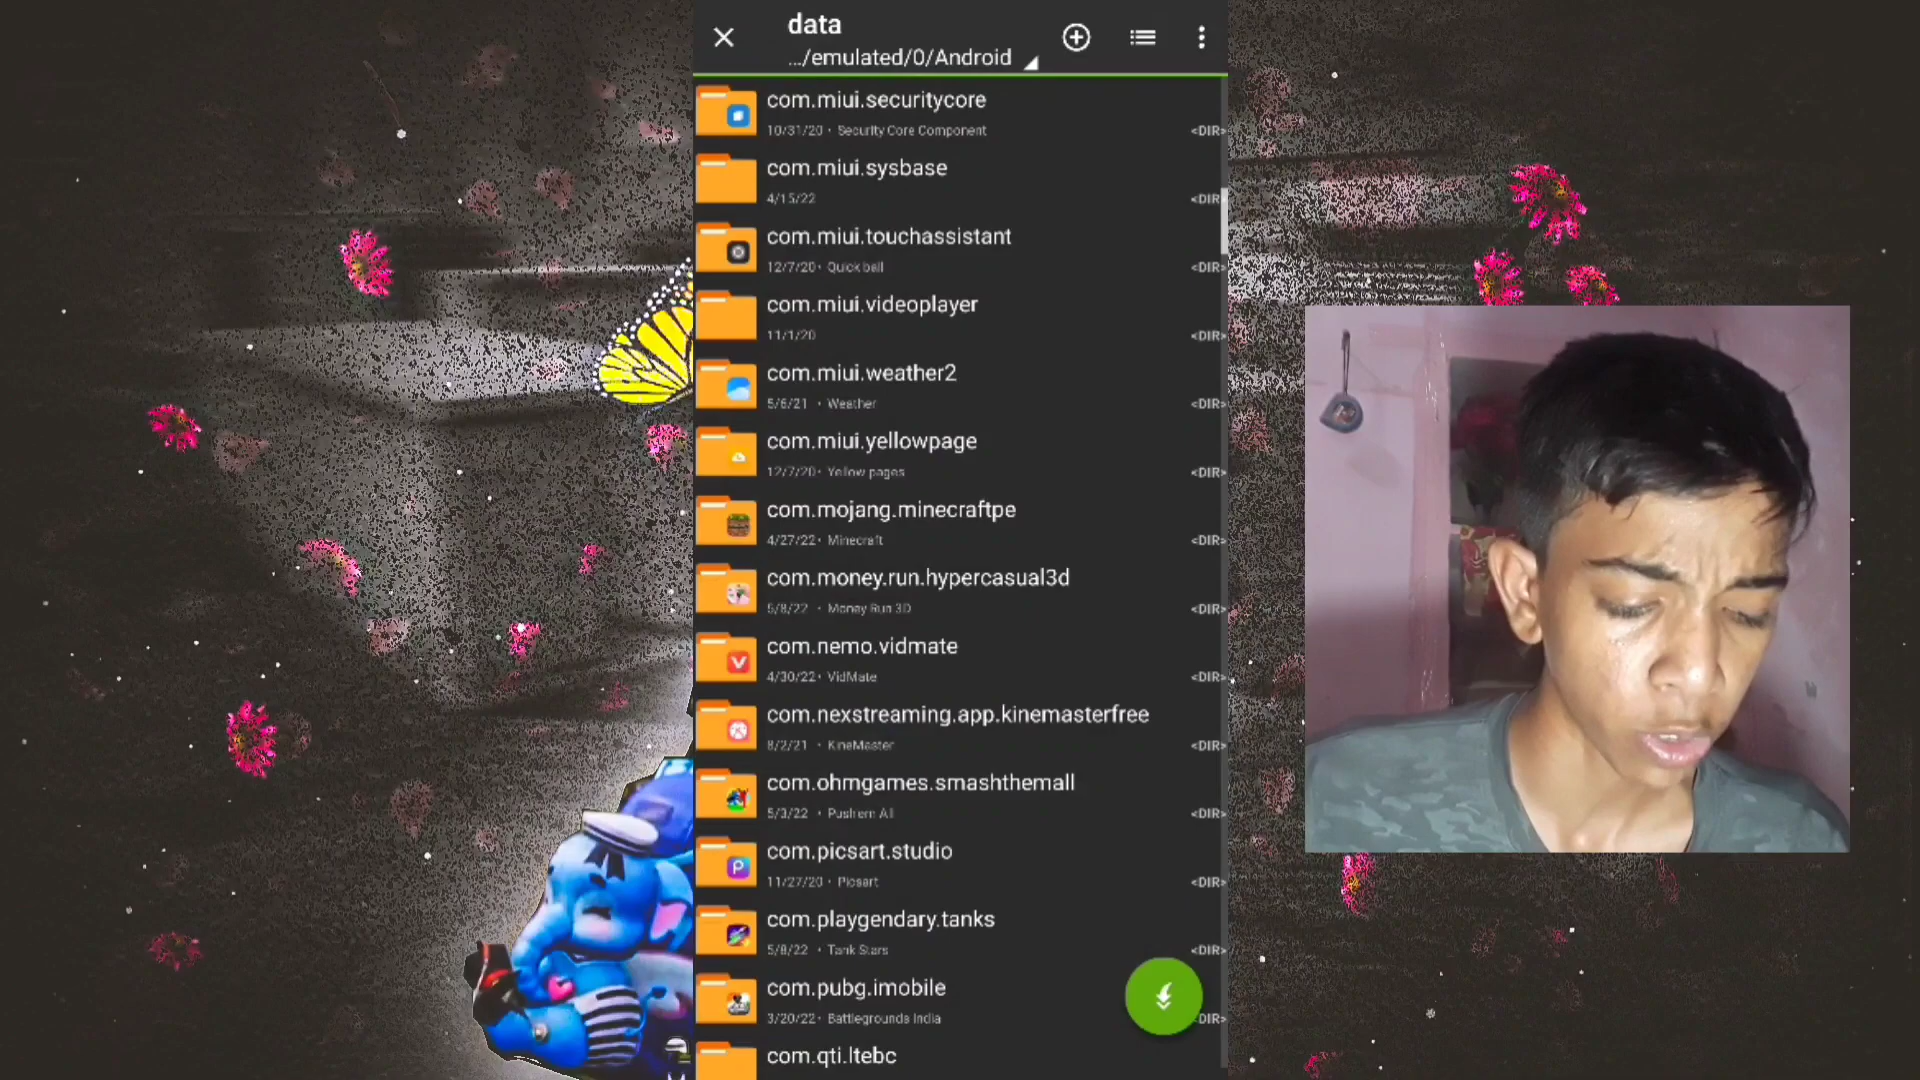 data
.../emulated/0/Android
com.miui.securitycore
10/31/20 · Security Core Component <DIR>
com.miui.sysbase
4/15/22 <DIR>
com.miui.touchassistant
12/7/20 · Quick ball <DIR>
com.miui.videoplayer
11/1/20 <DIR>
com.miui.weather2
5/6/21 · Weather <DIR>
com.miui.yellowpage
12/7/20 · Yellow pages <DIR>
com.mojang.minecraftpe
4/27/22 · Minecraft <DIR>
com.money.run.hypercasual3d
5/8/22 · Money Run 3D <DIR>
com.nemo.vidmate
4/30/22 · VidMate <DIR>
com.nexstreaming.app.kinemasterfree
8/2/21 · KineMaster <DIR>
com.ohmgames.smashthemall
5/3/22 · Push'em All <DIR>
com.picsart.studio
11/27/20 · Picsart <DIR>
com.playgendary.tanks
5/8/22 · Tank Stars <DIR>
com.pubg.imobile
3/20/22 · Battlegrounds India DIR>
com.qti.ltebc